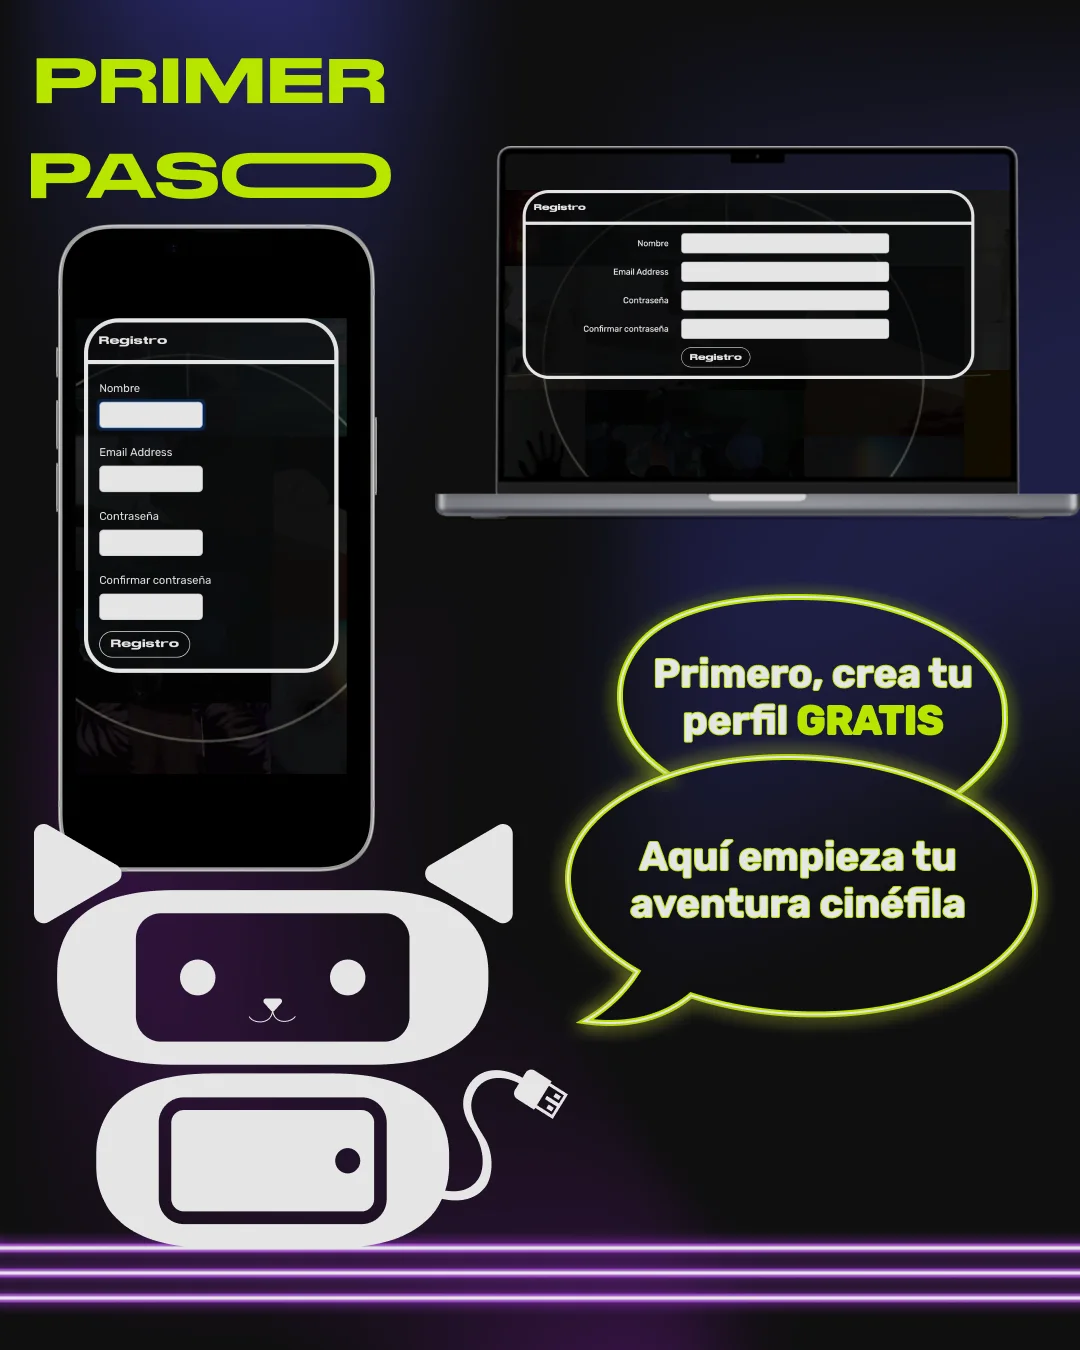 PRIMER
PASO
Registro
Nombre
Email Address
Contraseña
Confirmar contraseña
Registro
Registro
Nombre
Email Address
Contraseña
Confirmar contraseña
Registro
Primero, crea tu
perfil GRATIS
Aquí empieza tu
aventura cinéfila